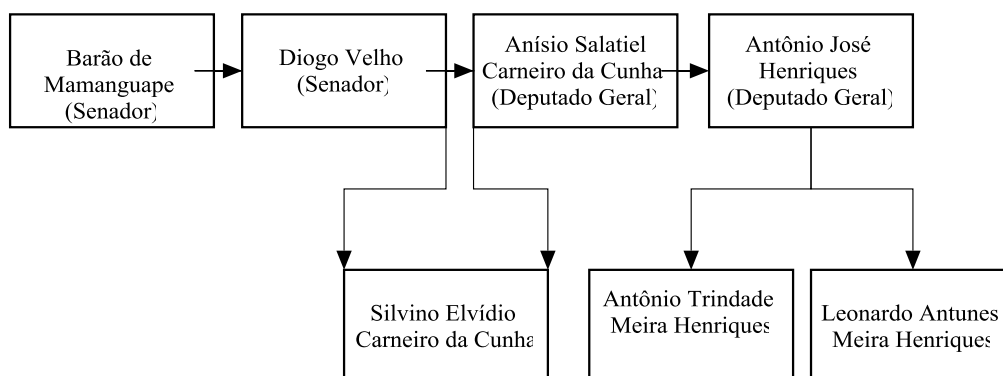 Barão de
Mamanguape
(Senador)
Diogo Velho
(Senador)
Anísio Salatiel
Carneiro da Cunha
(Deputado Geral)
Antônio José
Henriques
(Deputado Geral)
Silvino Elvídio
Carneiro da Cunha
Antônio Trindade
Meira Henriques
Leonardo Antunes
Meira Henriques